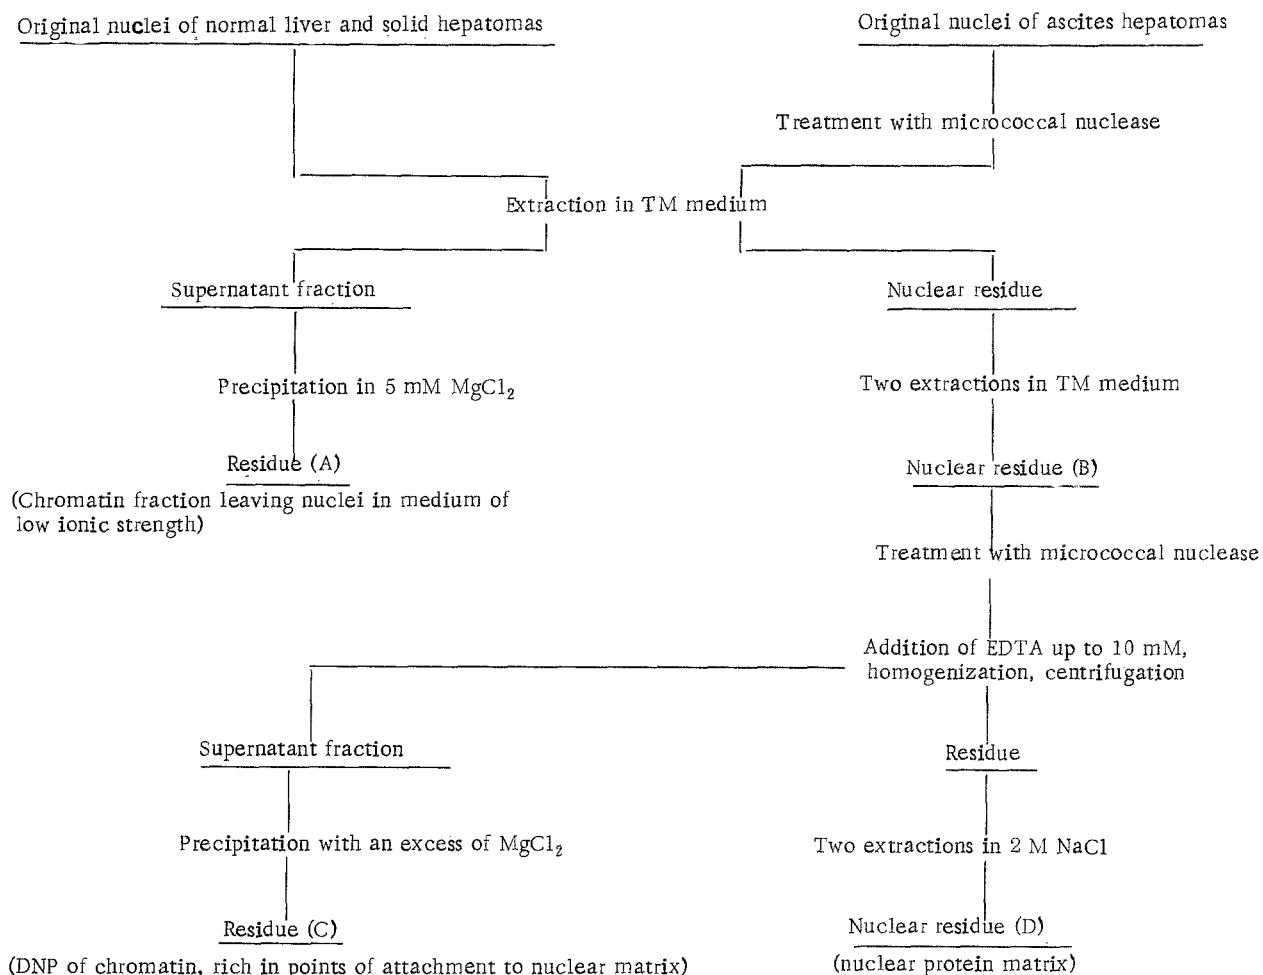 Original nuclei of normal liver and solid hepatomas
Original nuclei of ascites hepatomas
Treatment with micrococcal nuclease
Extraction in TM medium
Supernatant fraction
Nuclear residue
Precipitation in 5 mM MgCl₂
Two extractions in TM medium
Residue (A)
Nuclear residue (B)
(Chromatin fraction leaving nuclei in medium of
low ionic strength)
Treatment with micrococcal nuclease
Addition of EDTA up to 10 mM,
homogenization, centrifugation
Supernatant fraction
Residue
Precipitation with an excess of MgCl₂
Two extractions in 2 M NaCl
Residue (C)
Nuclear residue (D)
(DNP of chromatin, rich in points of attachment to nuclear matrix)
(nuclear protein matrix)